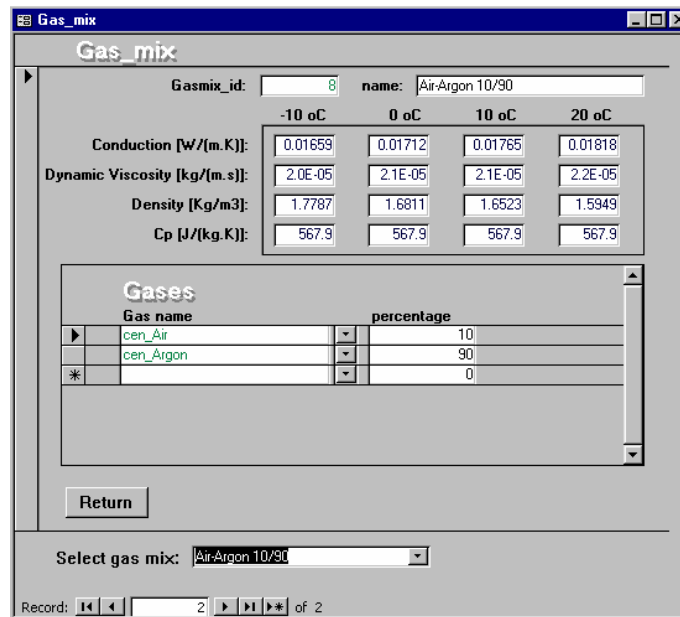 Gas_mix
Gas_mix
Gasmix_id: 8 name: Air-Argon 10/90
-10 oC 0 oC 10 oC 20 oC
Conduction [W/(m.K)]: 0.01659 0.01712 0.01765 0.01818
Dynamic Viscosity [kg/(m.s)]: 2.0E-05 2.1E-05 2.1E-05 2.2E-05
Density [Kg/m3]: 1.7787 1.6811 1.6523 1.5949
Cp [J/(kg.K)]: 567.9 567.9 567.9 567.9
Gases
Gas name percentage
cen_Air 10
cen_Argon 90
0
Return
Select gas mix: Air-Argon 10/90
Record: 2 of 2